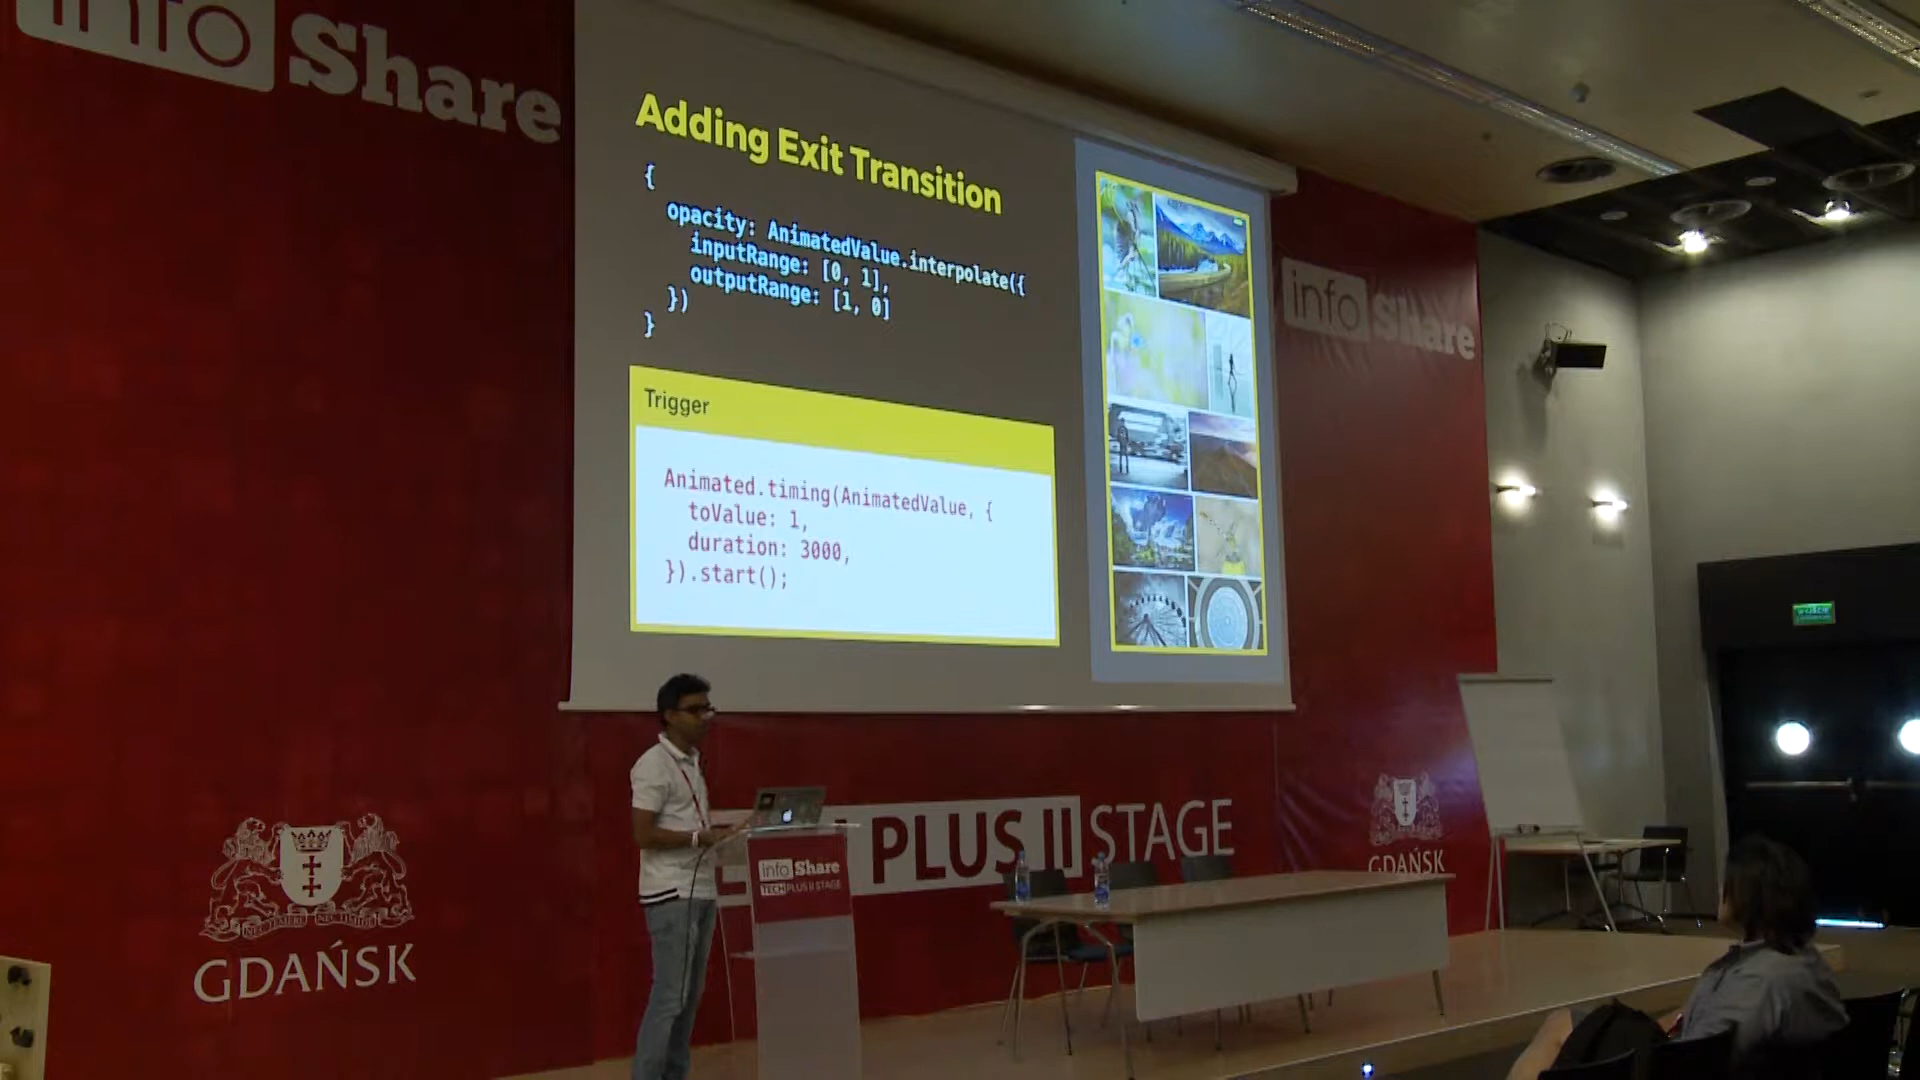 info Share
Adding Exit Transition
{
opacity: AnimatedValue.interpolate({
inputRange: [0, 1],
outputRange: [1, 0]
})
}
Trigger
Animated.timing(AnimatedValue, {
toValue: 1,
duration: 3000,
}).start();
info Share
WYJŚCIE
PLUS II STAGE
info Share
TECH PLUS II STAGE
GDAŃSK
GDAŃSK